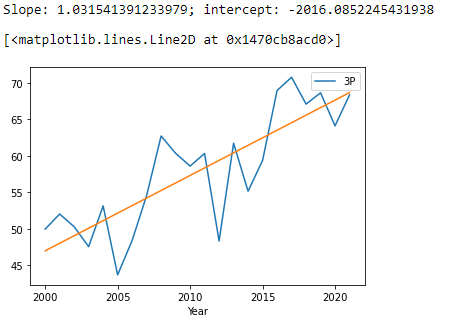 Slope: 1.031541391233979; intercept: -2016.0852245431938
[<matplotlib.lines.Line2D at 0x1470cb8acd0>]
3P
70
65
60
55
50
45
2000 2005 2010 2015 2020
Year